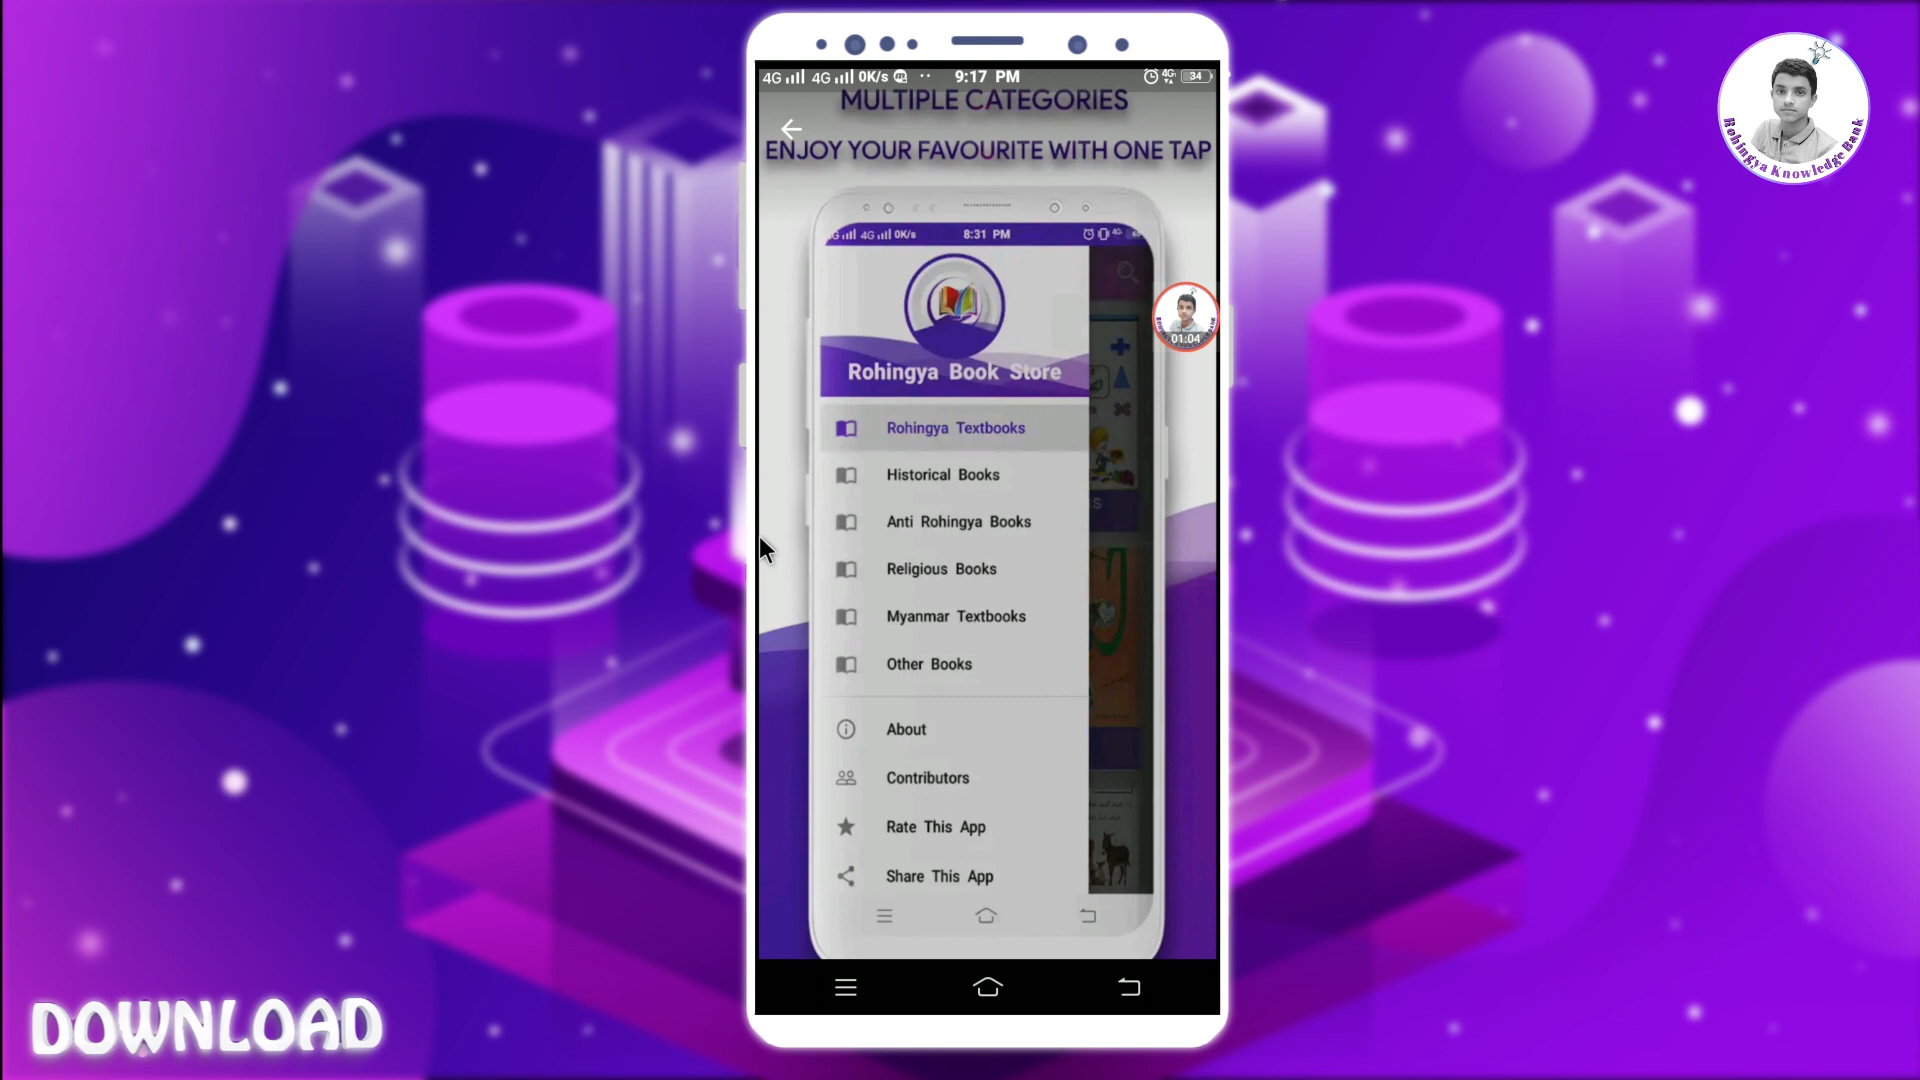 4G 4G 0K/s 9:17 PM 4G 34
MULTIPLE CATEGORIES
ENJOY YOUR FAVOURITE WITH ONE TAP
4G 0K/s 8:31 PM 4G
Rohingya Book Store
Rohingya Textbooks
Historical Books
Anti Rohingya Books
Religious Books
Myanmar Textbooks
Other Books
About
Contributors
Rate This App
Share This App
01:04
Rohingya Knowledge Bank
DOWNLOAD